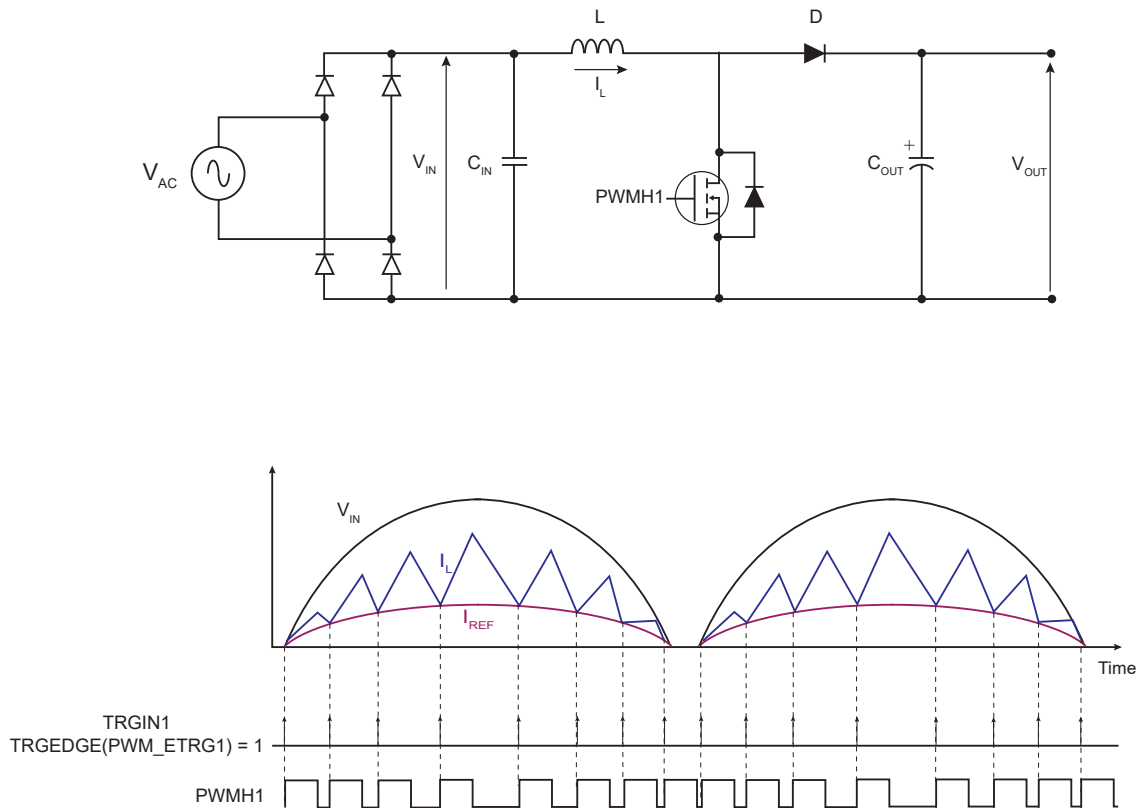 L
D
I_L
V_AC
V_IN
C_IN
PWMH1
+
C_OUT
V_OUT
V_IN
I_L
I_REF
Time
TRGIN1
TRGEDGE(PWM_ETRG1) = 1
PWMH1